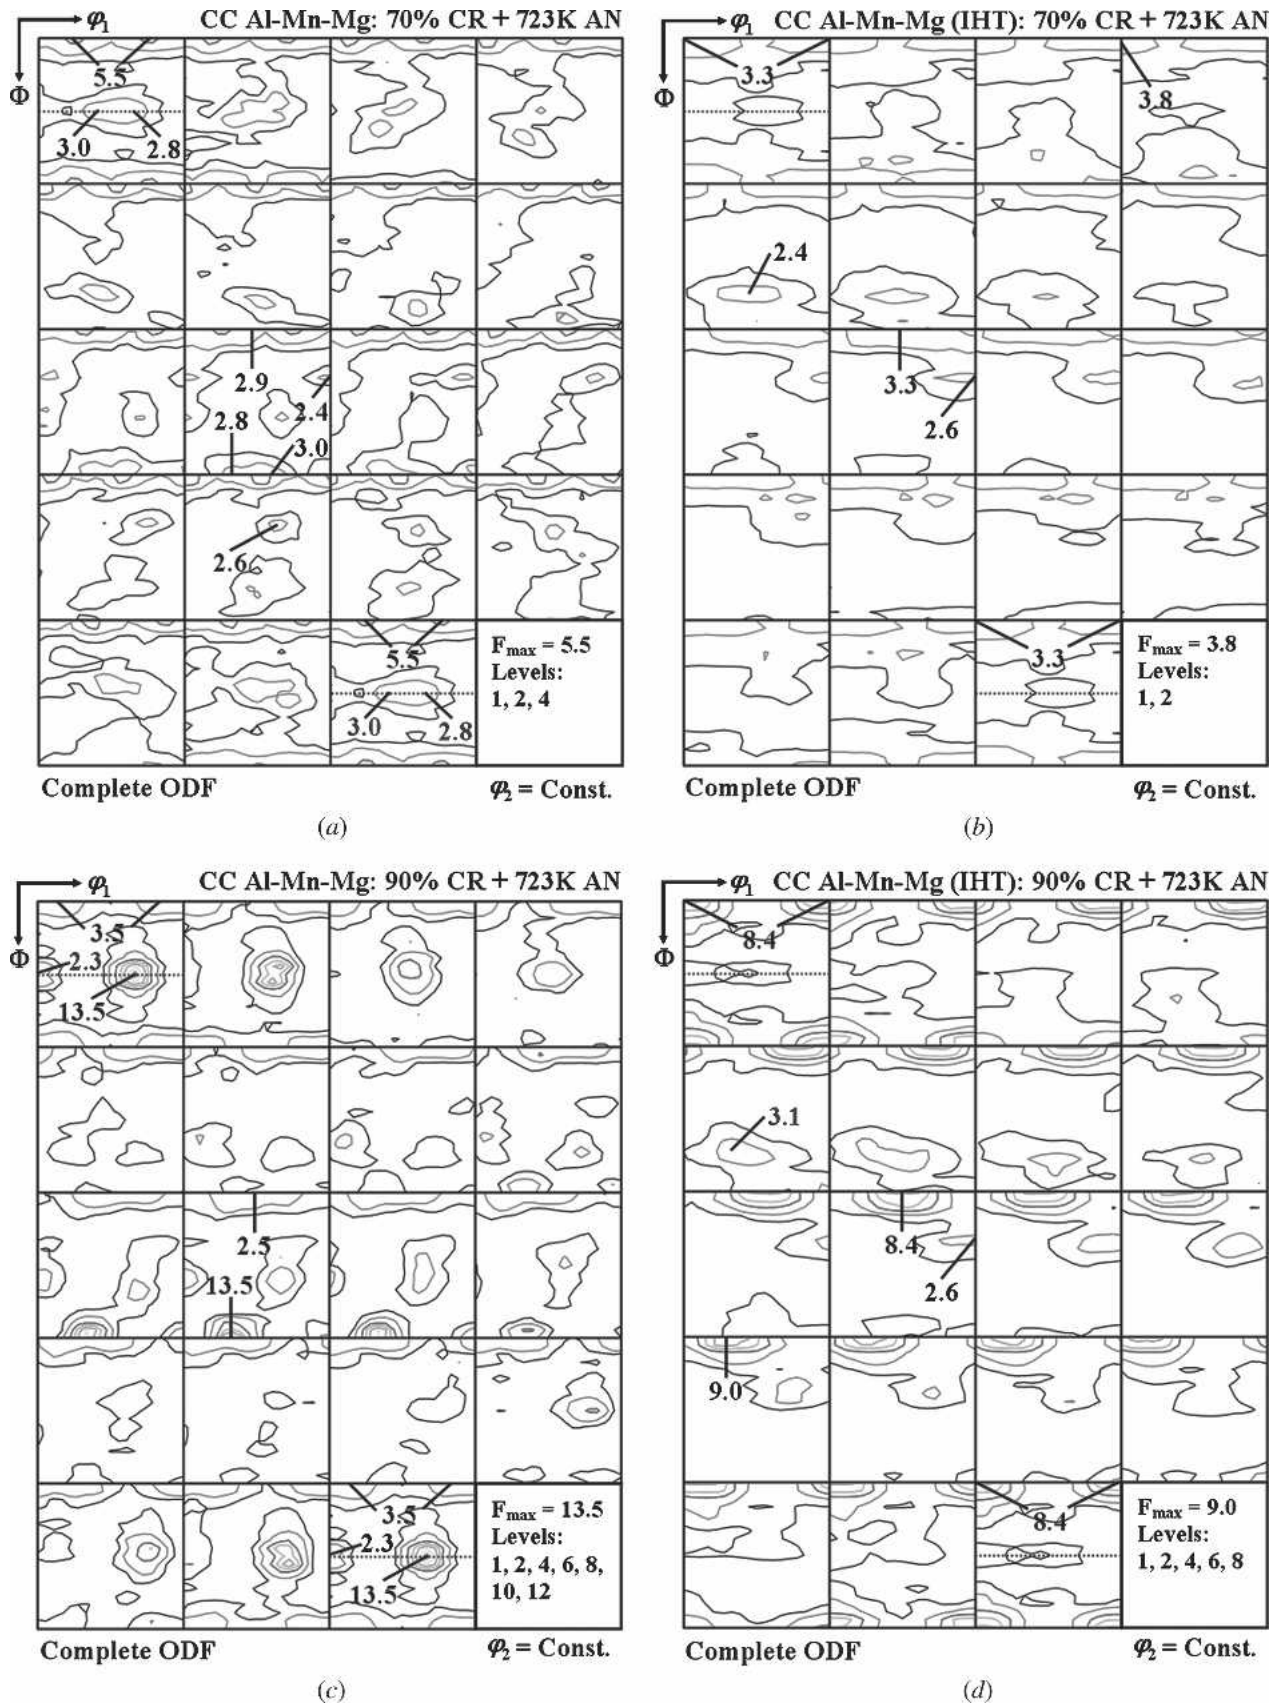 φ₁ CC Al-Mn-Mg: 70% CR + 723K AN
Φ
5.5
3.0 2.8
2.9
2.8 2.4
3.0
2.6
5.5
3.0 2.8
Fmax = 5.5
Levels:
1, 2, 4
Complete ODF φ₂ = Const.
(a)
φ₁ CC Al-Mn-Mg (IHT): 70% CR + 723K AN
Φ
3.3
3.8
2.4
3.3
2.6
3.3
Fmax = 3.8
Levels:
1, 2
Complete ODF φ₂ = Const.
(b)
φ₁ CC Al-Mn-Mg: 90% CR + 723K AN
Φ
3.5
2.3
13.5
2.5
13.5
3.5
2.3
13.5
Fmax = 13.5
Levels:
1, 2, 4, 6, 8,
10, 12
Complete ODF φ₂ = Const.
(c)
φ₁ CC Al-Mn-Mg (IHT): 90% CR + 723K AN
Φ
8.4
3.1
8.4
2.6
9.0
8.4
Fmax = 9.0
Levels:
1, 2, 4, 6, 8
Complete ODF φ₂ = Const.
(d)